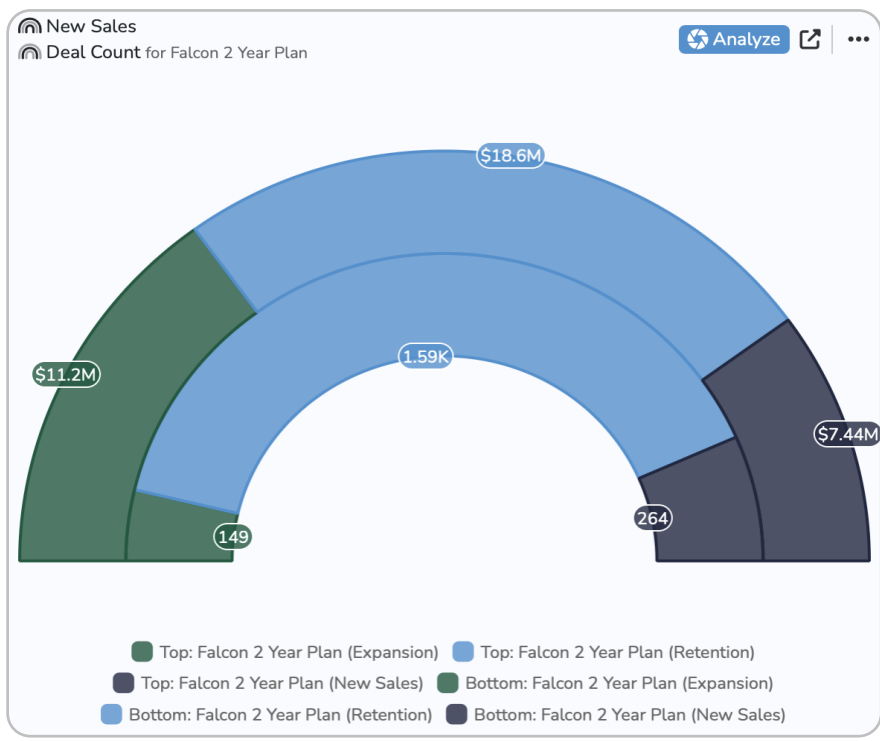 New Sales
Deal Count for Falcon 2 Year Plan
Analyze
$18.6M
$11.2M
1.59K
$7.44M
149
264
Top: Falcon 2 Year Plan (Expansion)
Top: Falcon 2 Year Plan (Retention)
Top: Falcon 2 Year Plan (New Sales)
Bottom: Falcon 2 Year Plan (Expansion)
Bottom: Falcon 2 Year Plan (Retention)
Bottom: Falcon 2 Year Plan (New Sales)